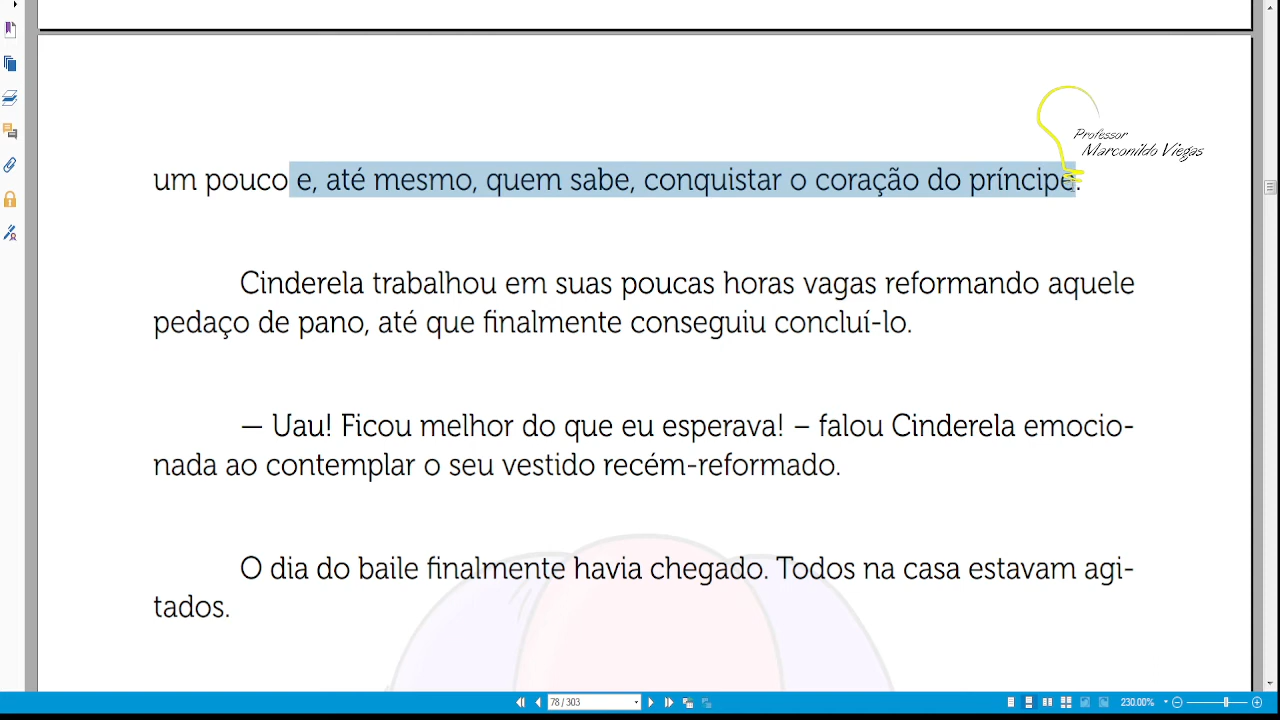 Professor
Marconildo Viegas
um pouco e, até mesmo, quem sabe, conquistar o coração do príncipe.
Cinderela trabalhou em suas poucas horas vagas reformando aquele
pedaço de pano, até que finalmente conseguiu concluí-lo.
— Uau! Ficou melhor do que eu esperava! – falou Cinderela emocio-
nada ao contemplar o seu vestido recém-reformado.
O dia do baile finalmente havia chegado. Todos na casa estavam agi-
tados.
78 / 303
230.00%